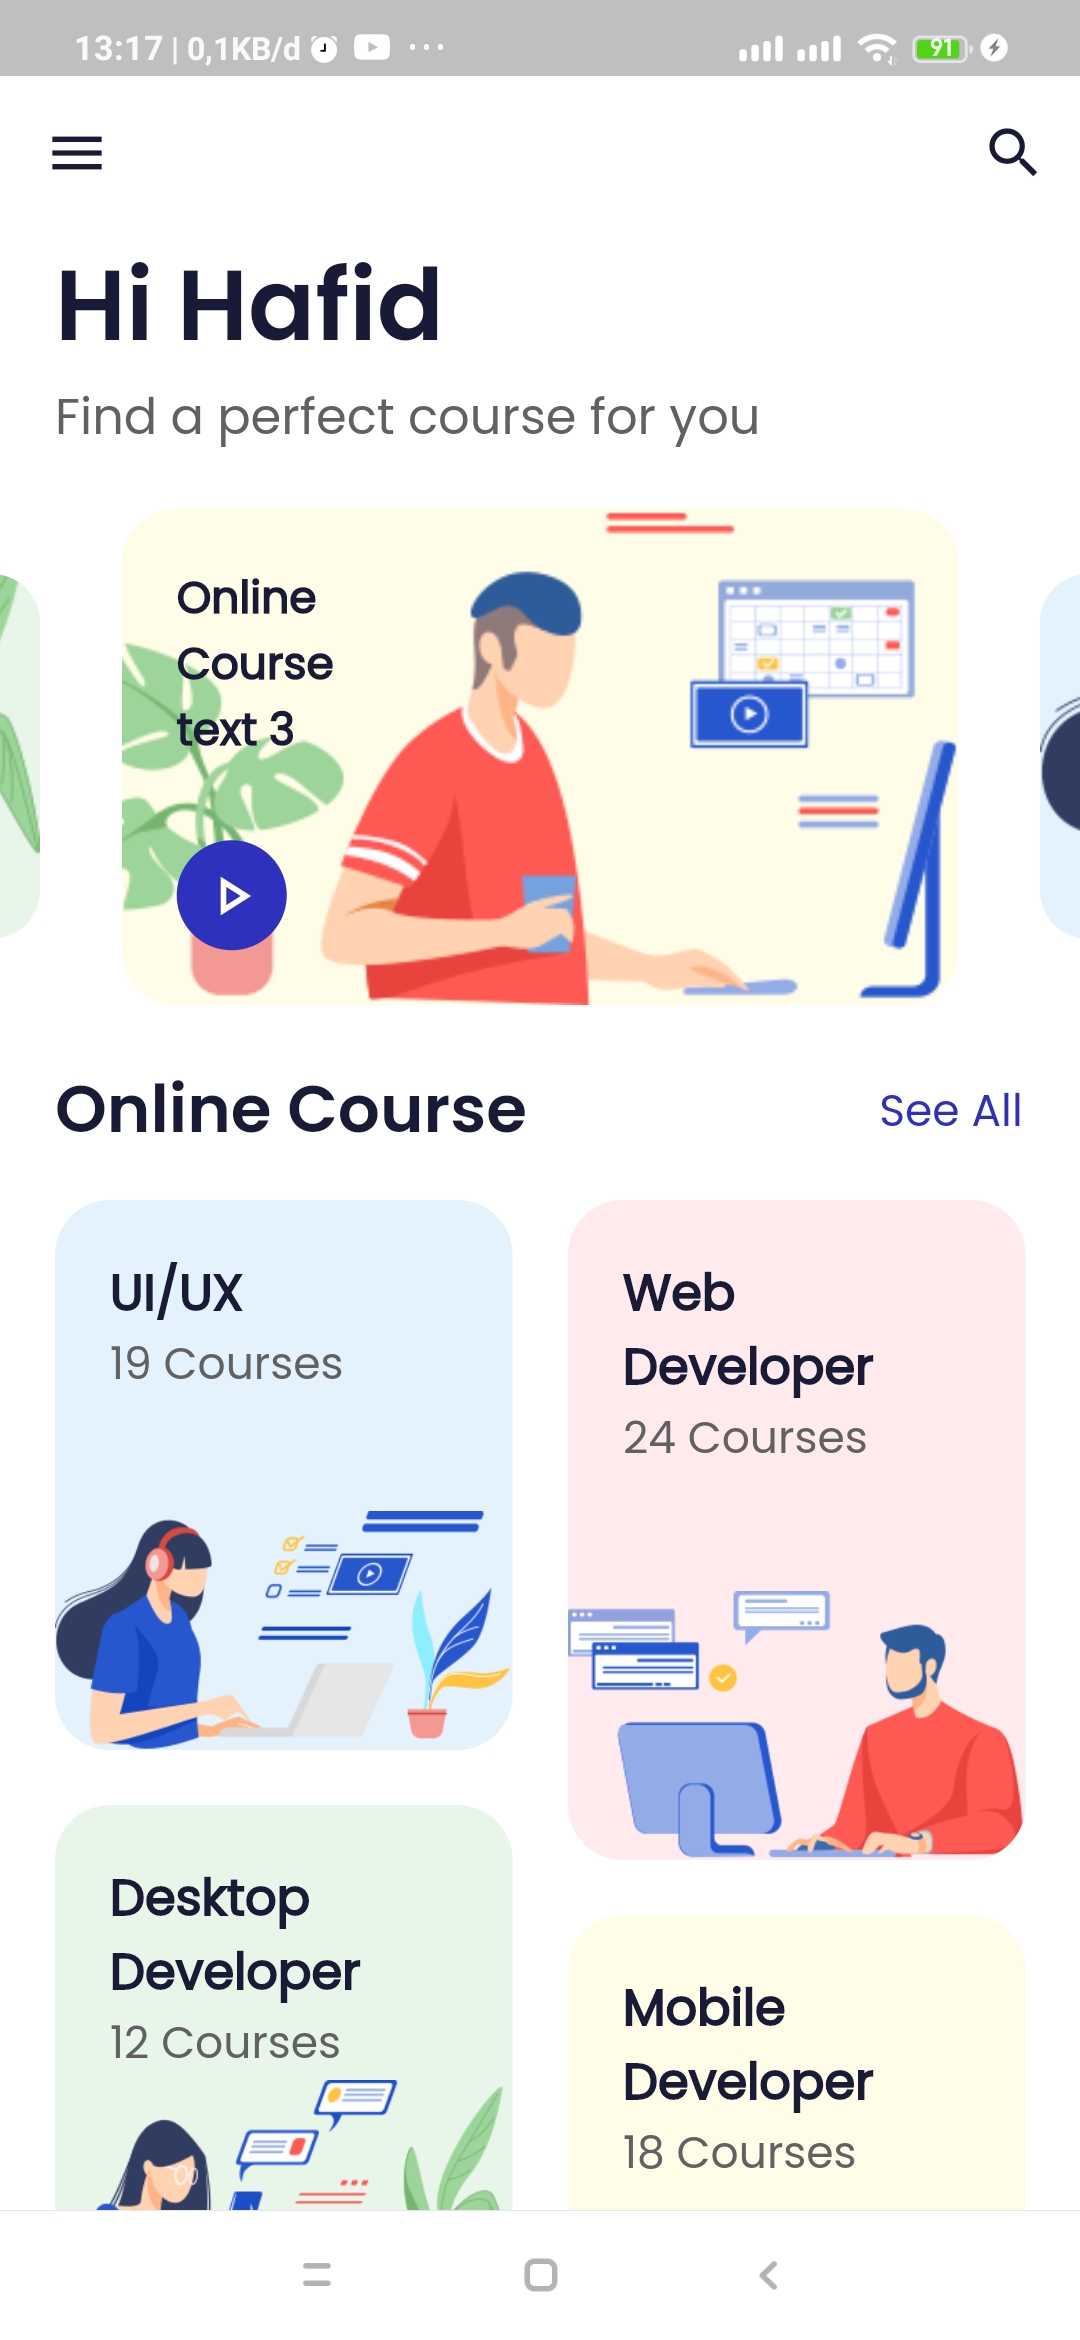 13:17 | 0,1KB/d
91
Hi Hafid
Find a perfect course for you
Online
Course
text 3
Online Course
See All
UI/UX
19 Courses
Web
Developer
24 Courses
Desktop
Developer
12 Courses
Mobile
Developer
18 Courses